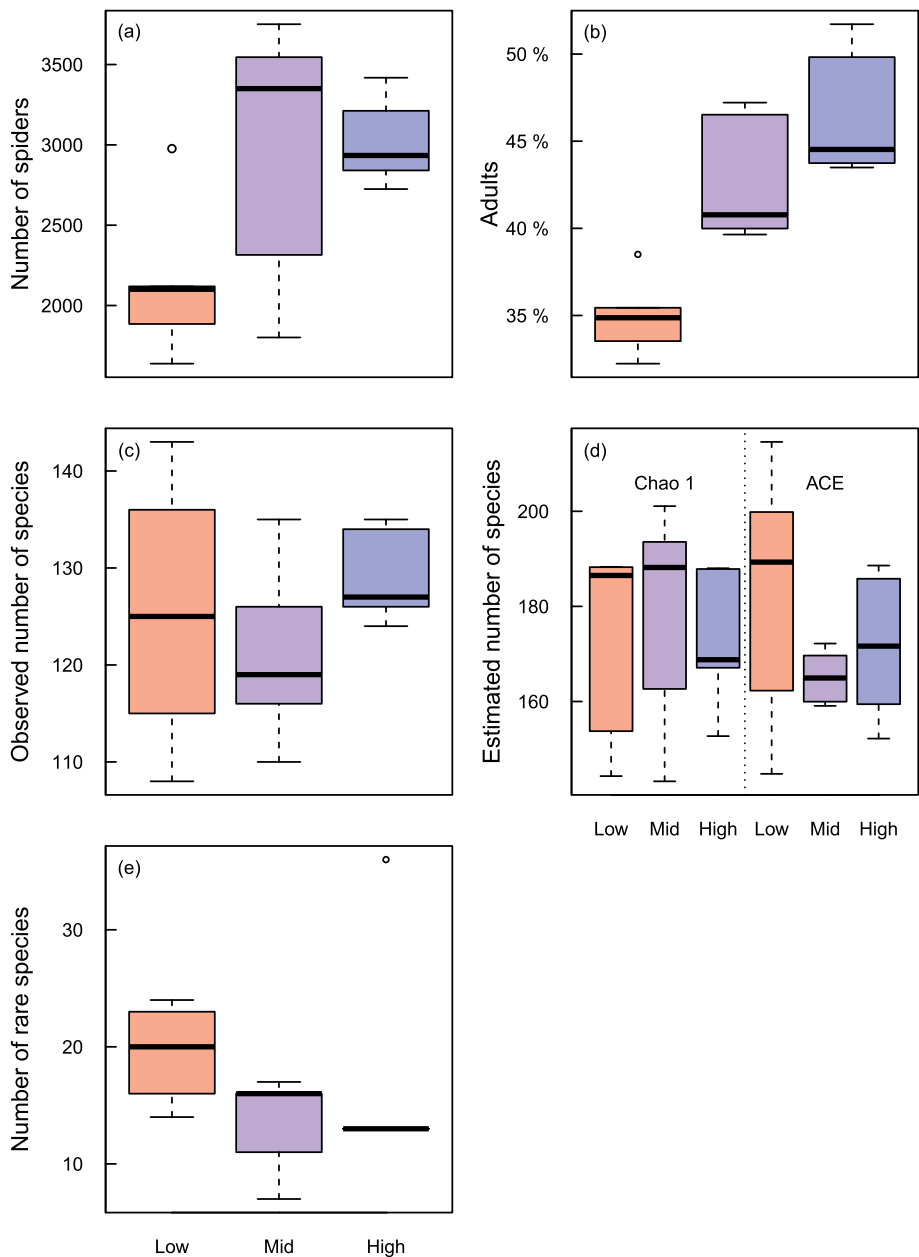 (a)
Number of spiders
3500
3000
2500
2000
(b)
Adults
50 %
45 %
40 %
35 %
(c)
Observed number of species
140
130
120
110
(d)
Chao 1
ACE
Estimated number of species
200
180
160
Low Mid High Low Mid High
(e)
Number of rare species
30
20
10
Low Mid High